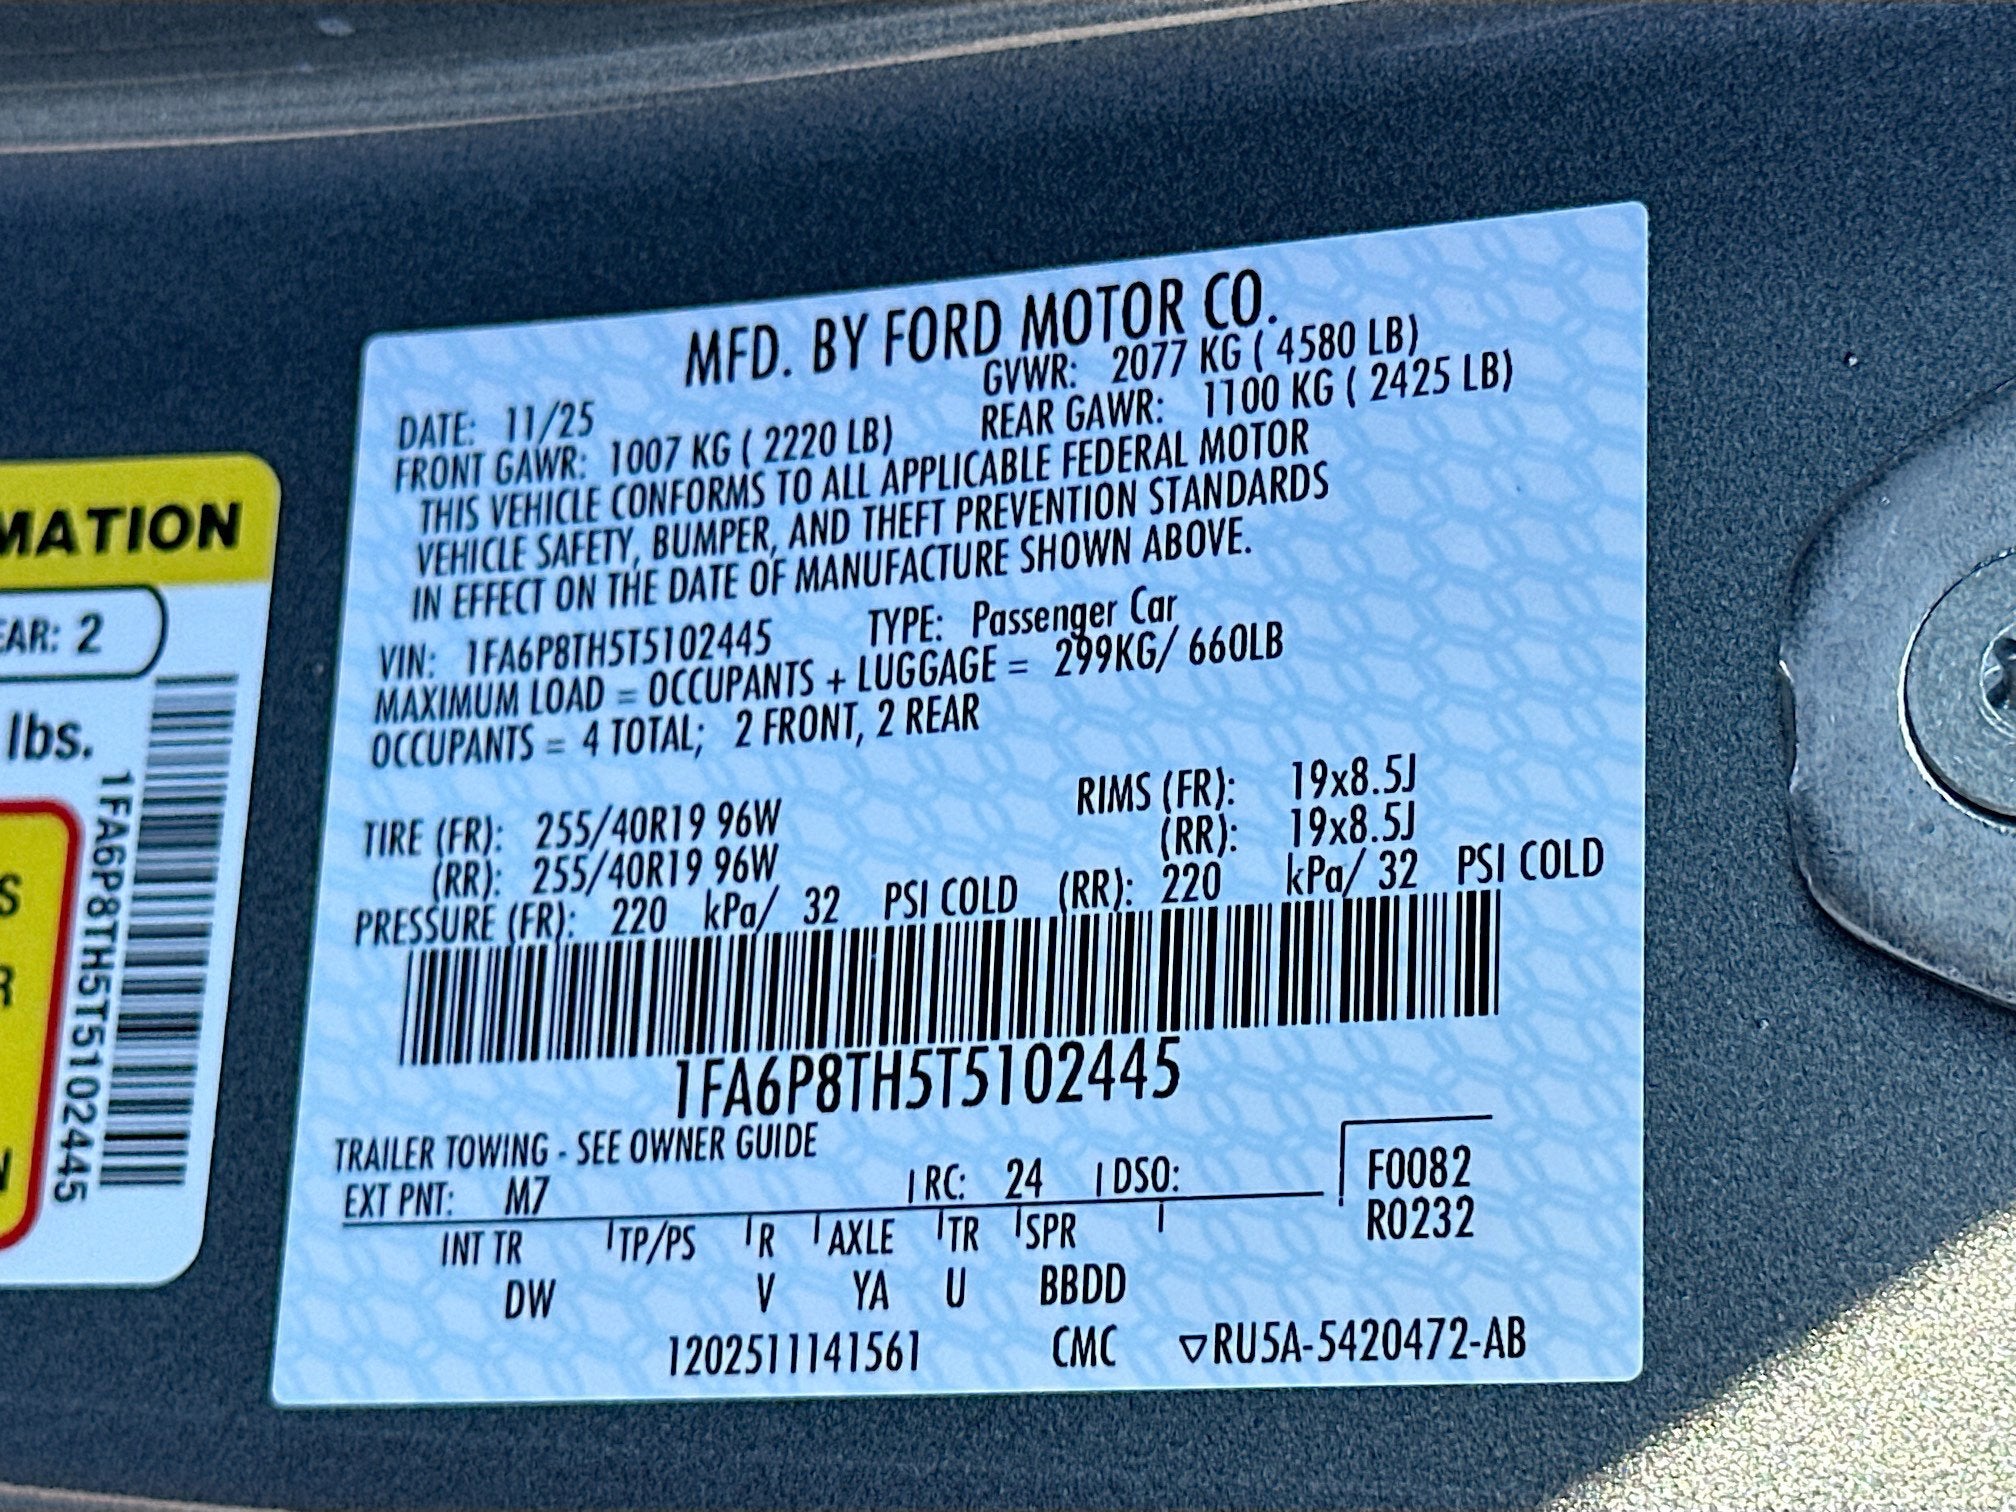 MATION
EAR: 2
lbs.
1FA6P8TH5T5102445
S
R
N
MFD. BY FORD MOTOR CO.
DATE: 11/25 GVWR: 2077 KG ( 4580 LB)
FRONT GAWR: 1007 KG ( 2220 LB) REAR GAWR: 1100 KG ( 2425 LB)
THIS VEHICLE CONFORMS TO ALL APPLICABLE FEDERAL MOTOR
VEHICLE SAFETY, BUMPER, AND THEFT PREVENTION STANDARDS
IN EFFECT ON THE DATE OF MANUFACTURE SHOWN ABOVE.
VIN: 1FA6P8TH5T5102445 TYPE: Passenger Car
MAXIMUM LOAD = OCCUPANTS + LUGGAGE = 299KG/ 660LB
OCCUPANTS = 4 TOTAL; 2 FRONT, 2 REAR
TIRE (FR): 255/40R19 96W RIMS (FR): 19x8.5J
(RR): 255/40R19 96W (RR): 19x8.5J
PRESSURE (FR): 220 kPa/ 32 PSI COLD (RR): 220 kPa/ 32 PSI COLD
1FA6P8TH5T5102445
TRAILER TOWING - SEE OWNER GUIDE
EXT PNT: M7 RC: 24 DSO: F0082
INT TR TP/PS R AXLE TR SPR R0232
DW V YA U BBDD
1202511141561 CMC ▽RU5A-5420472-AB